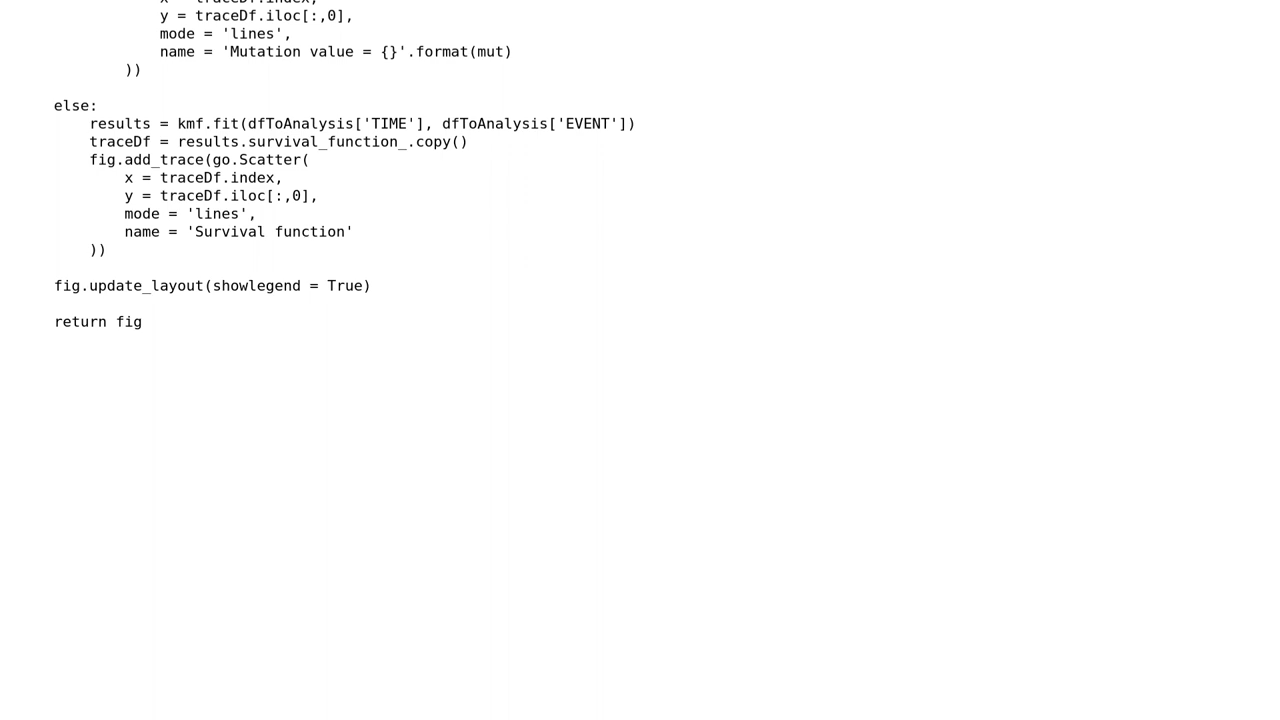 x = traceDf.index,
y = traceDf.iloc[:,0],
mode = 'lines',
name = 'Mutation value = {}'.format(mut)
))
else:
results = kmf.fit(dfToAnalysis['TIME'], dfToAnalysis['EVENT'])
traceDf = results.survival_function_.copy()
fig.add_trace(go.Scatter(
x = traceDf.index,
y = traceDf.iloc[:,0],
mode = 'lines',
name = 'Survival function'
))
fig.update_layout(showlegend = True)
return fig